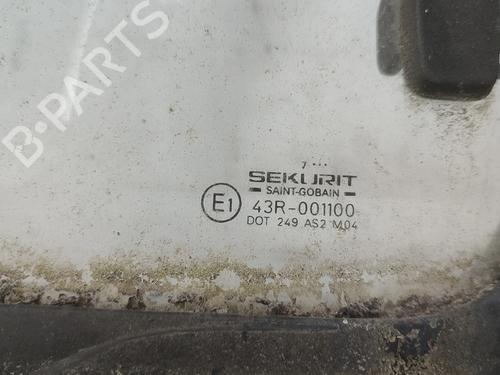 B-PARTS
7 ...
SEKURIT
SAINT-GOBAIN
E1 43R-001100
DOT 249 AS2 M04